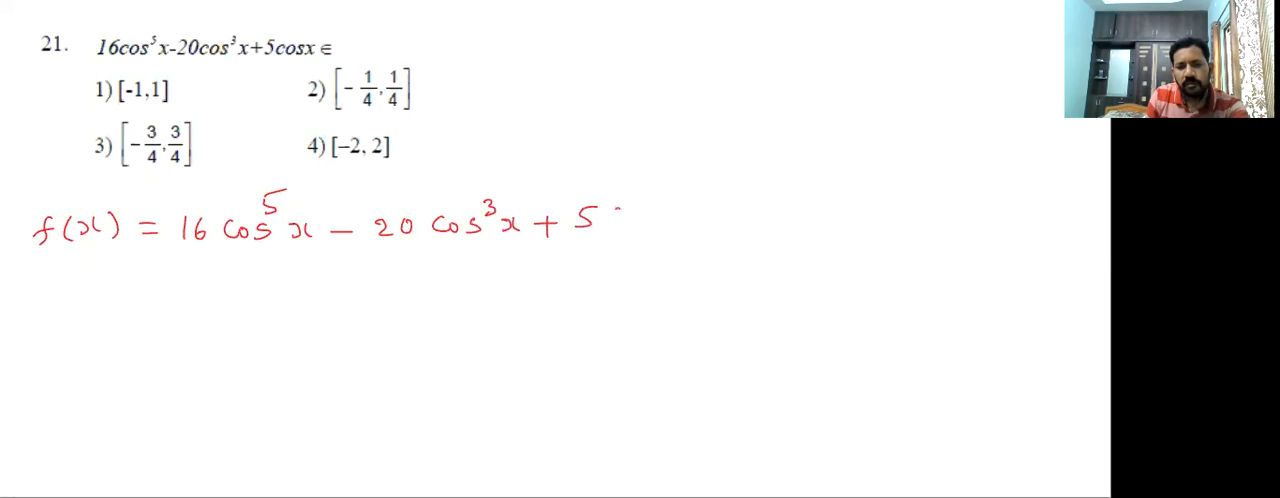 21. 16cos⁵x-20cos³x+5cosx ∈
1) [-1,1] 2) [-1/4, 1/4]
3) [-3/4, 3/4] 4) [-2, 2]
f(x) = 16 cos⁵x - 20 cos³x + 5